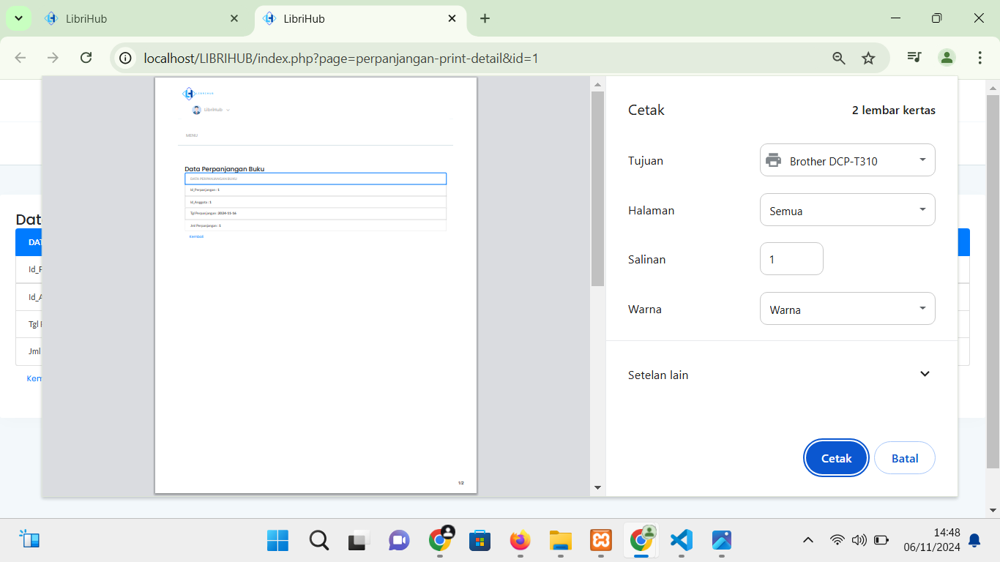 LibriHub
LibriHub
localhost/LIBRIHUB/index.php?page=perpanjangan-print-detail&id=1
LIBRIHUB
LibriHub
MENU
Data Perpanjangan Buku
DATA PERPANJANGAN BUKU
Id_Perpanjangan : 1
Id_Anggota : 1
Tgl Perpanjangan : 2024-11-16
Jml Perpanjangan : 1
Kembali
1/2
Dat
DAT
Id_P
Id_A
Tgl P
Jml
Kem
Cetak
2 lembar kertas
Tujuan
Brother DCP-T310
Halaman
Semua
Salinan
1
Warna
Warna
Setelan lain
Cetak
Batal
14:48
06/11/2024